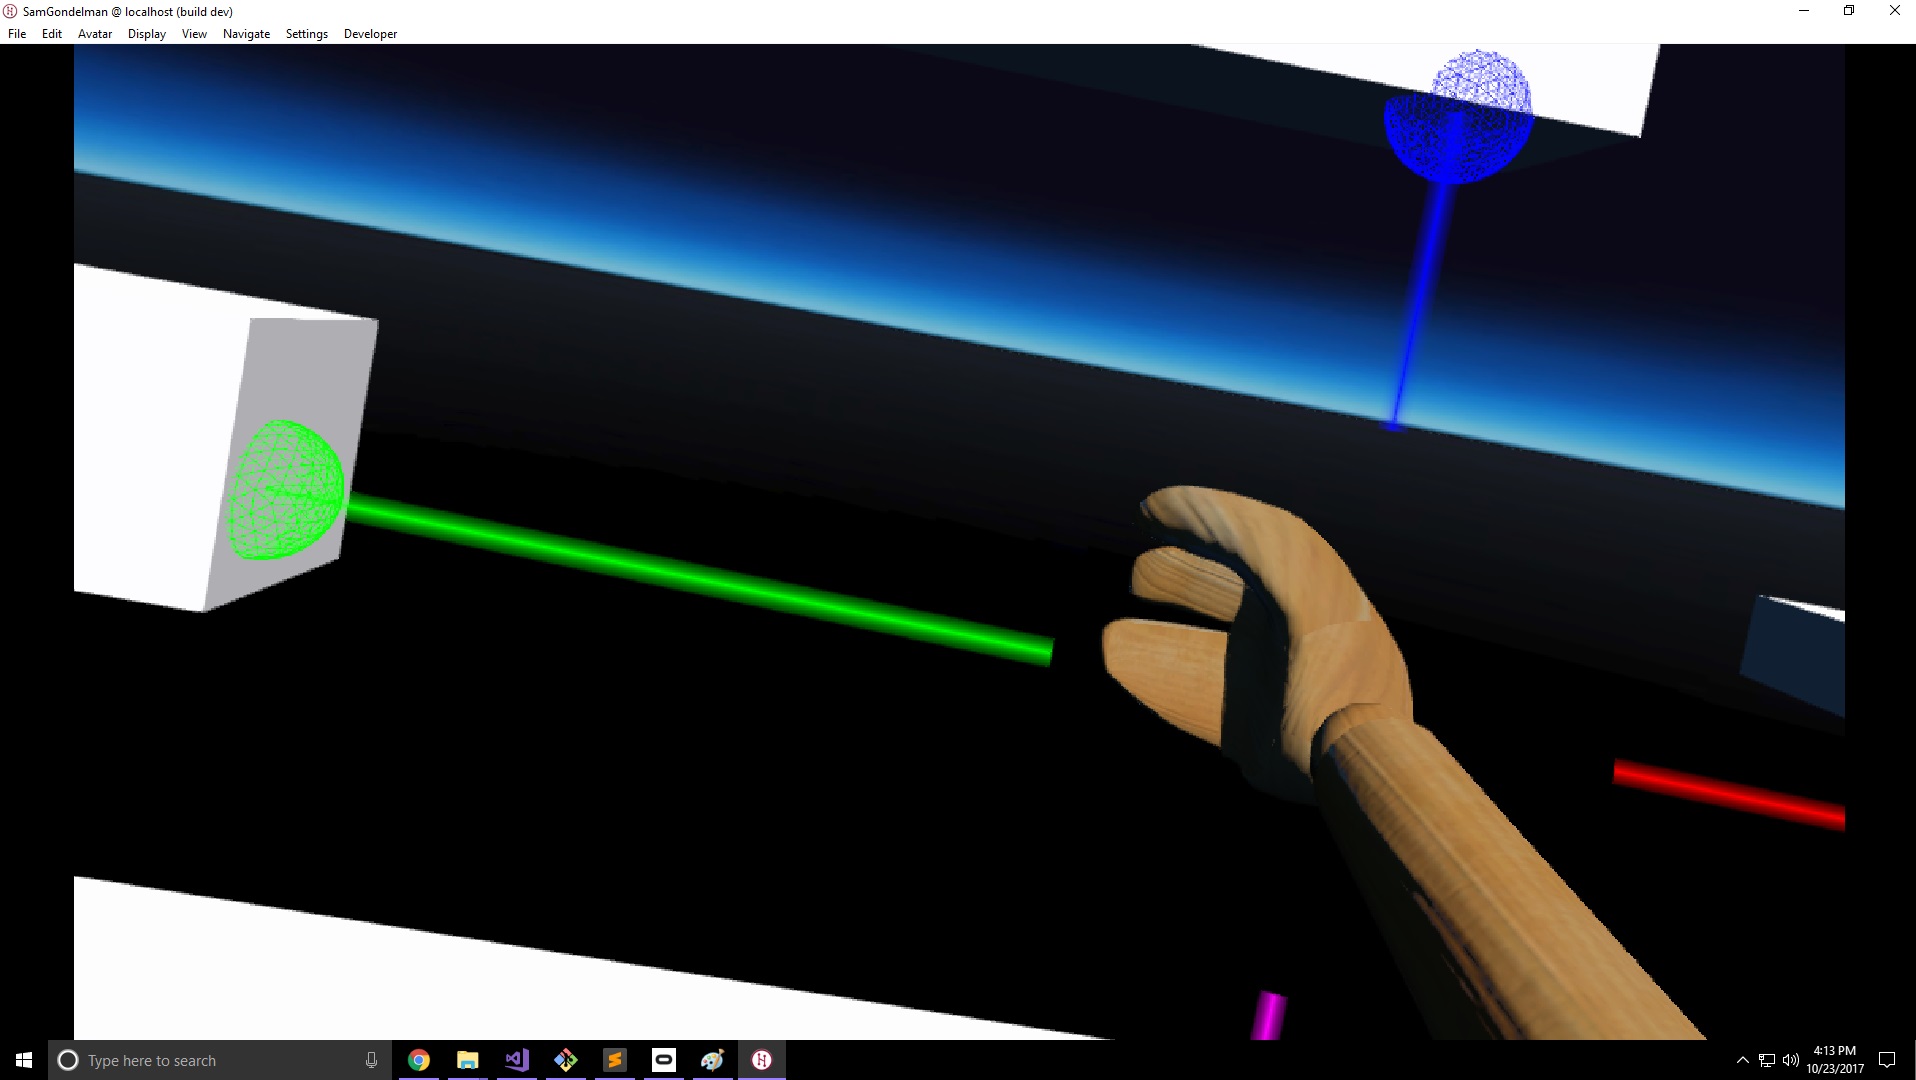 SamGondelman @ localhost (build dev)
File Edit Avatar Display View Navigate Settings Developer
Type here to search
4:13 PM
10/23/2017